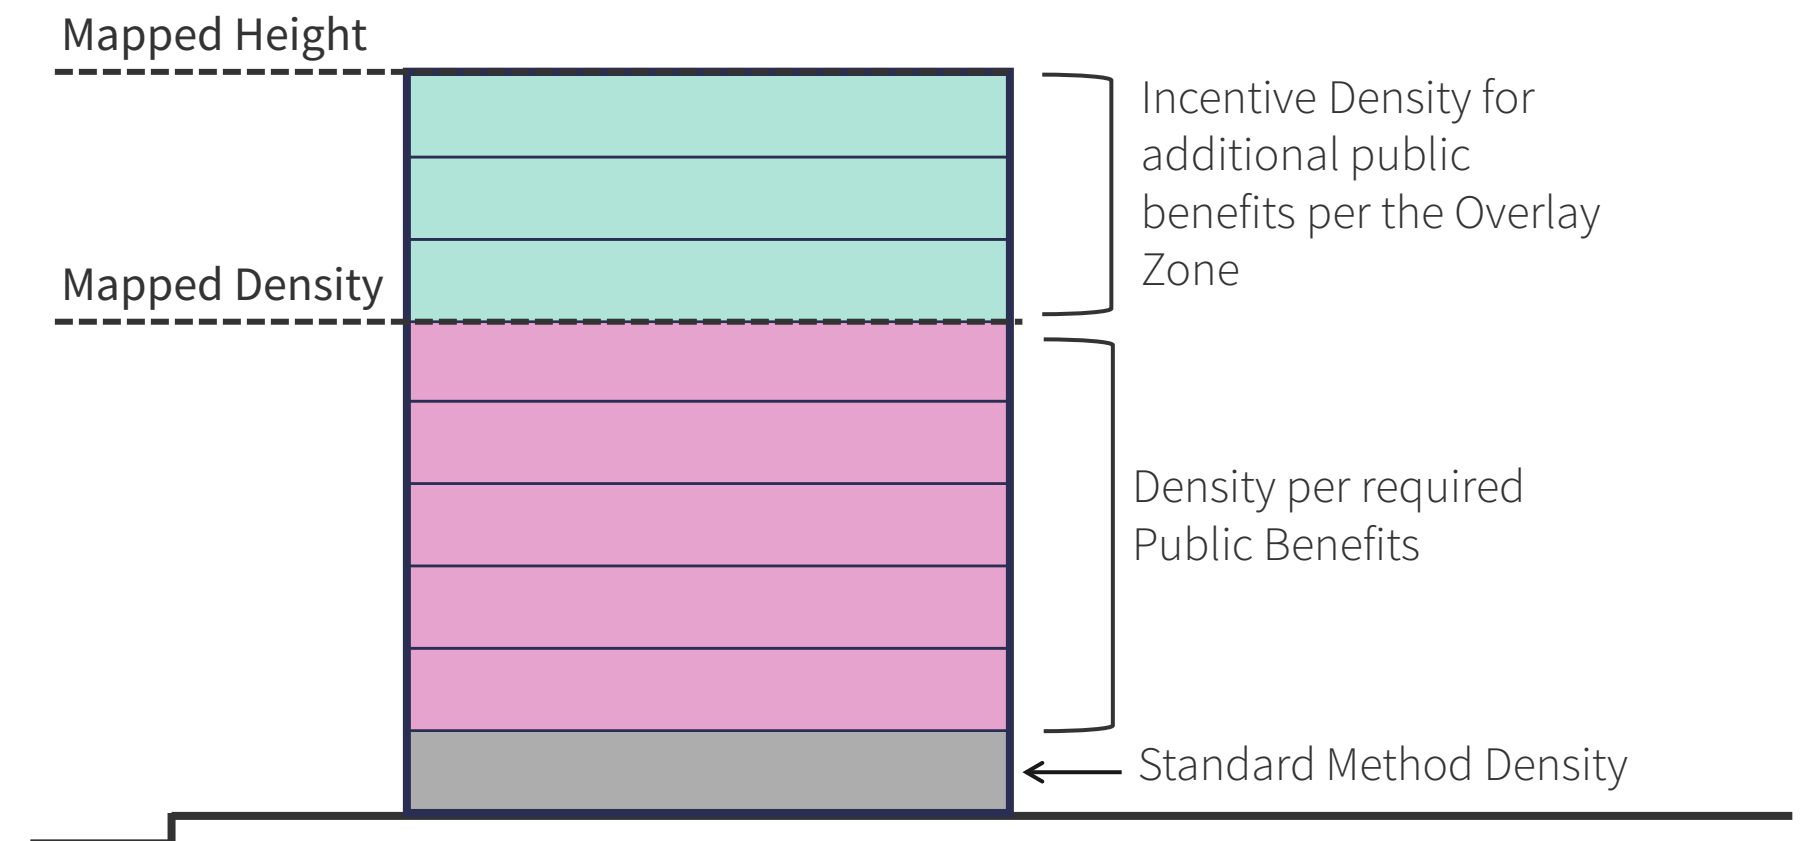 Mapped Height
Incentive Density for
additional public
benefits per the Overlay
Zone
Mapped Density
Density per required
Public Benefits
Standard Method Density